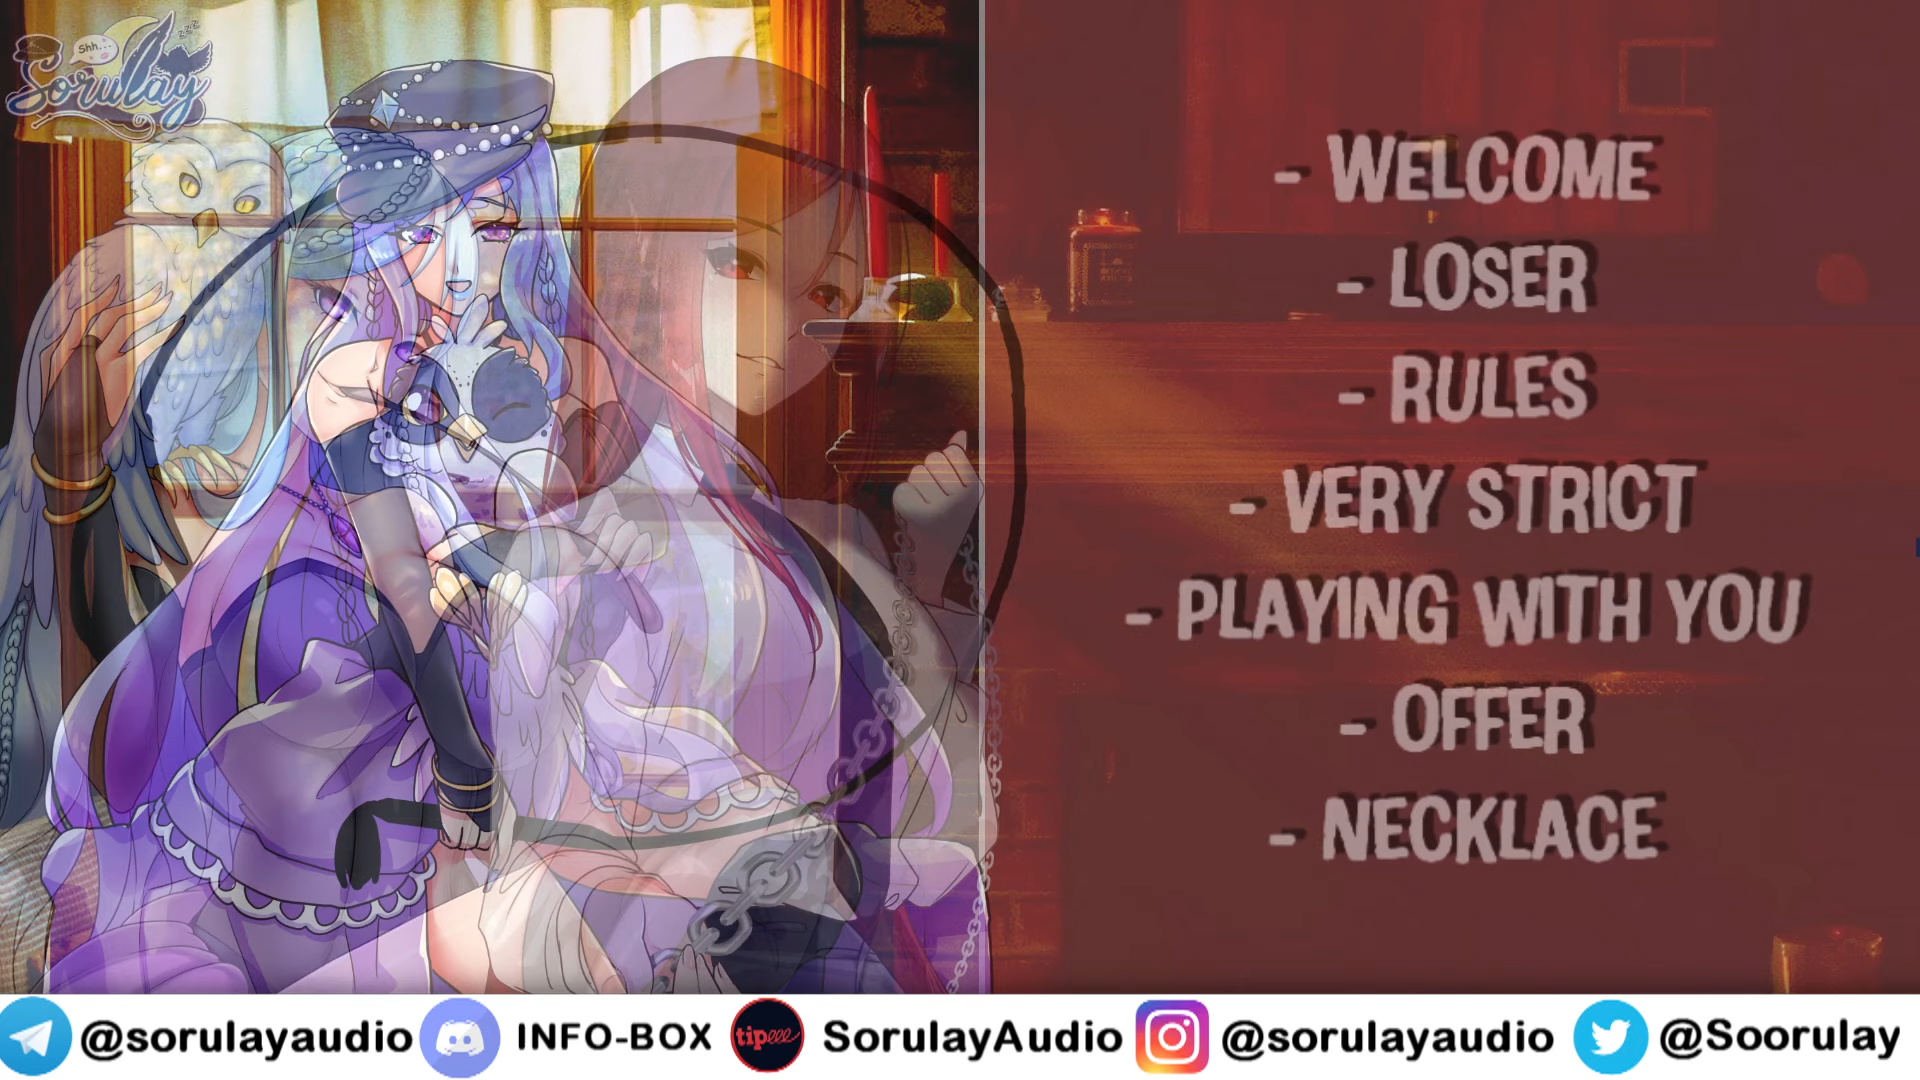 Shh...
zzz
Sorulay
- WELCOME
- LOSER
- RULES
- VERY STRICT
- PLAYING WITH YOU
- OFFER
- NECKLACE
@sorulayaudio INFO-BOX tipeee SorulayAudio @sorulayaudio @Soorulay